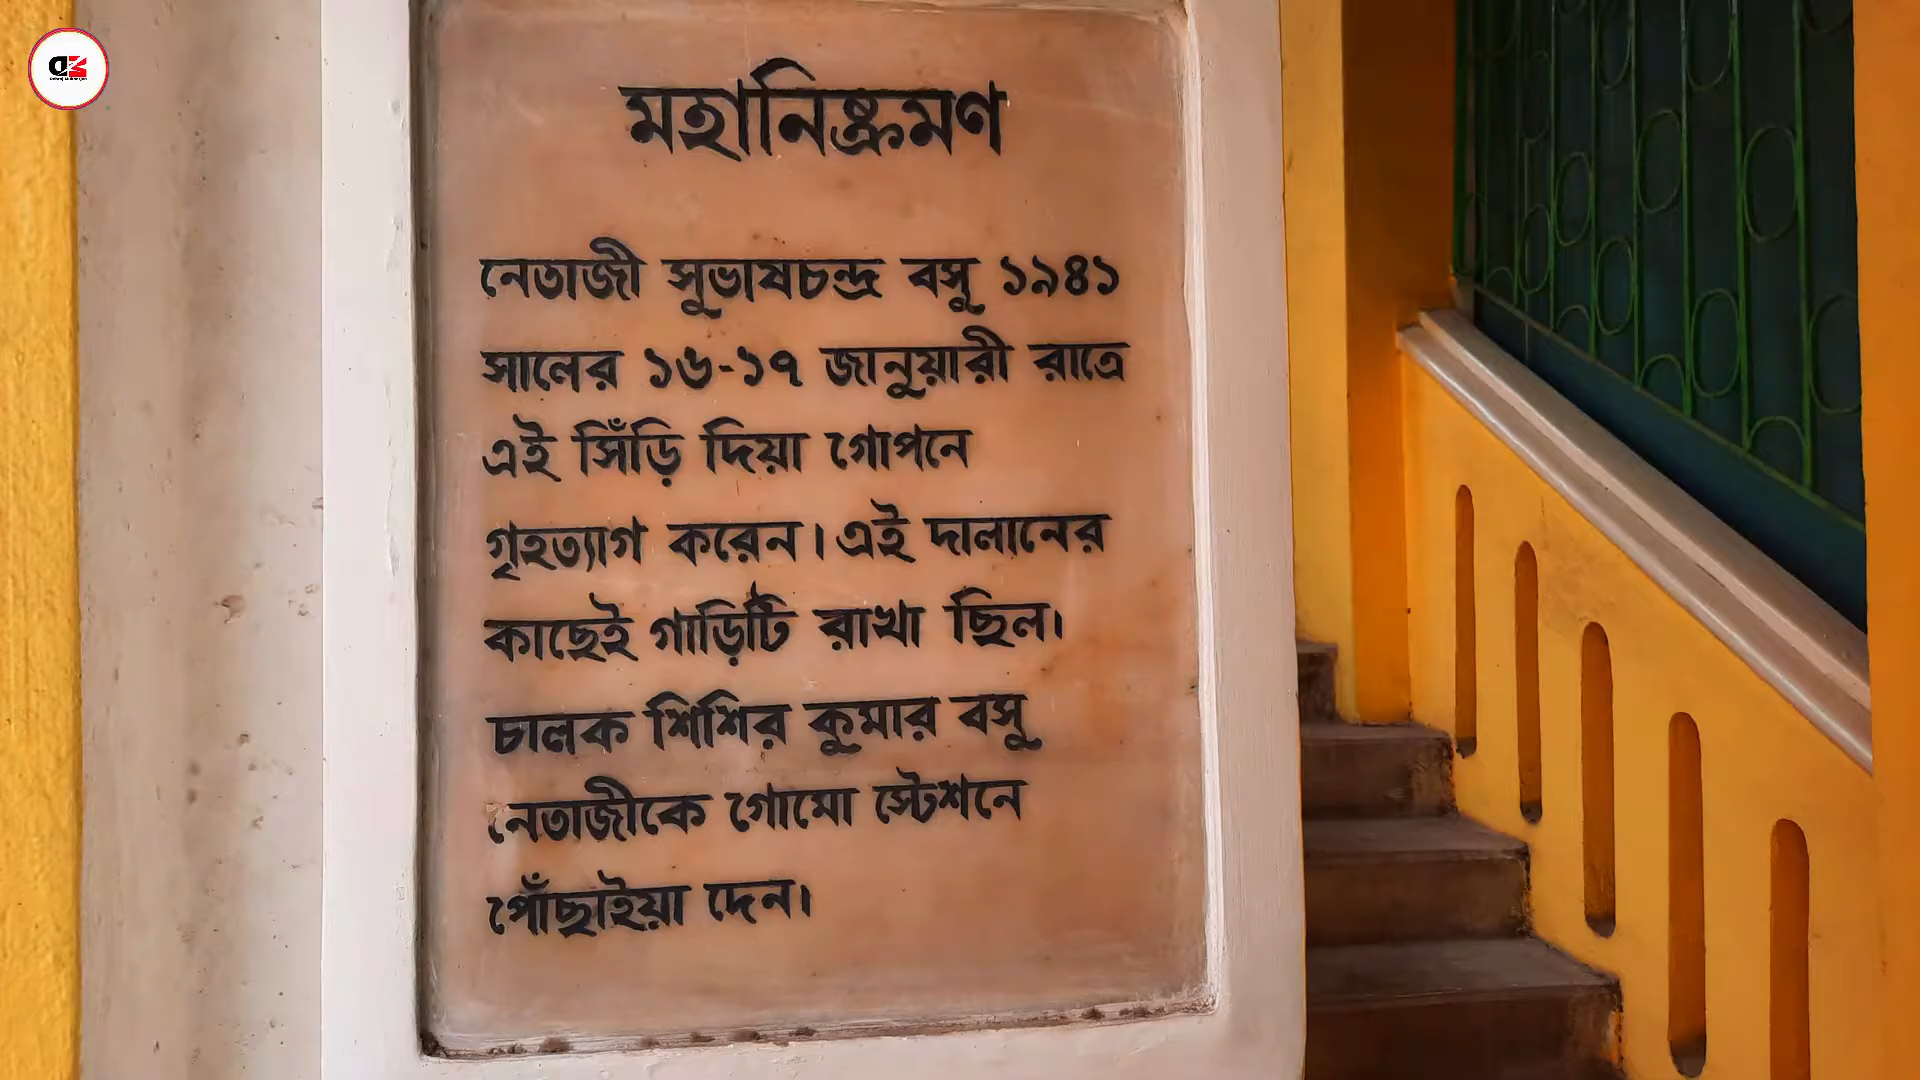 মহানিষ্ক্রমণ
নেতাজী সুভাষচন্দ্র বসু ১৯৪১
সালের ১৬-১৭ জানুয়ারী রাত্রে
এই সিঁড়ি দিয়া গোপনে
গৃহত্যাগ করেন। এই দালানের
কাছেই গাড়িটি রাখা ছিল।
চালক শিশির কুমার বসু
নেতাজীকে গোমো স্টেশনে
পৌঁছাইয়া দেন।